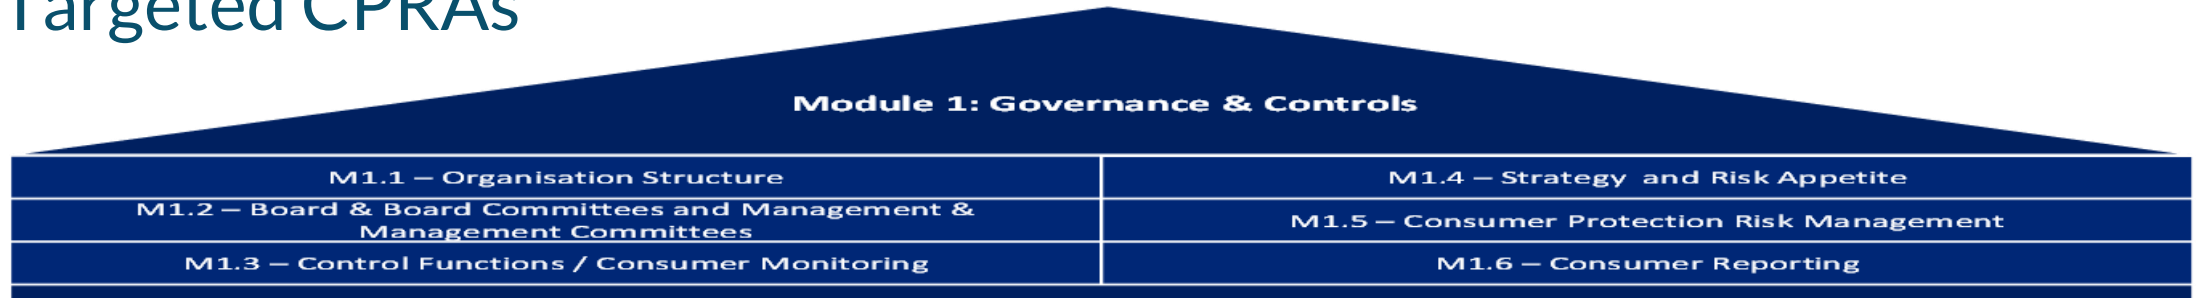 Targeted CPRAs
Module 1: Governance & Controls
M1.1 – Organisation Structure
M1.2 – Board & Board Committees and Management &
Management Committees
M1.3 – Control Functions / Consumer Monitoring
M1.4 – Strategy and Risk Appetite
M1.5 – Consumer Protection Risk Management
M1.6 – Consumer Reporting